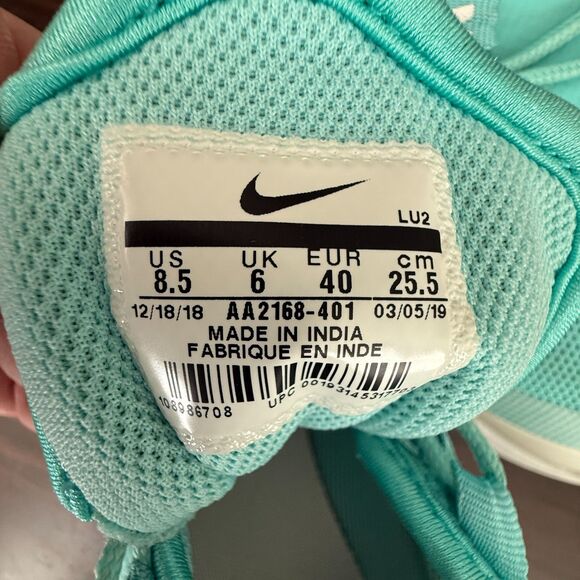 LU2
US UK EUR cm
8.5 6 40 25.5
12/18/18 AA2168-401 03/05/19
MADE IN INDIA
FABRIQUE EN INDE
108986708 UPC